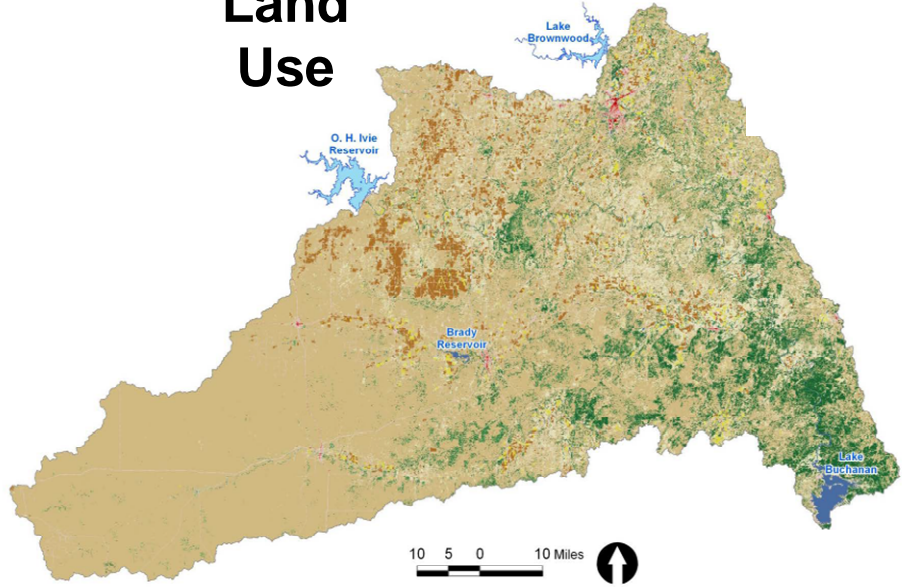 Land
Use
Lake
Brownwood
O. H. Ivie
Reservoir
Brady
Reservoir
Lake
Buchanan
10 5 0 10 Miles